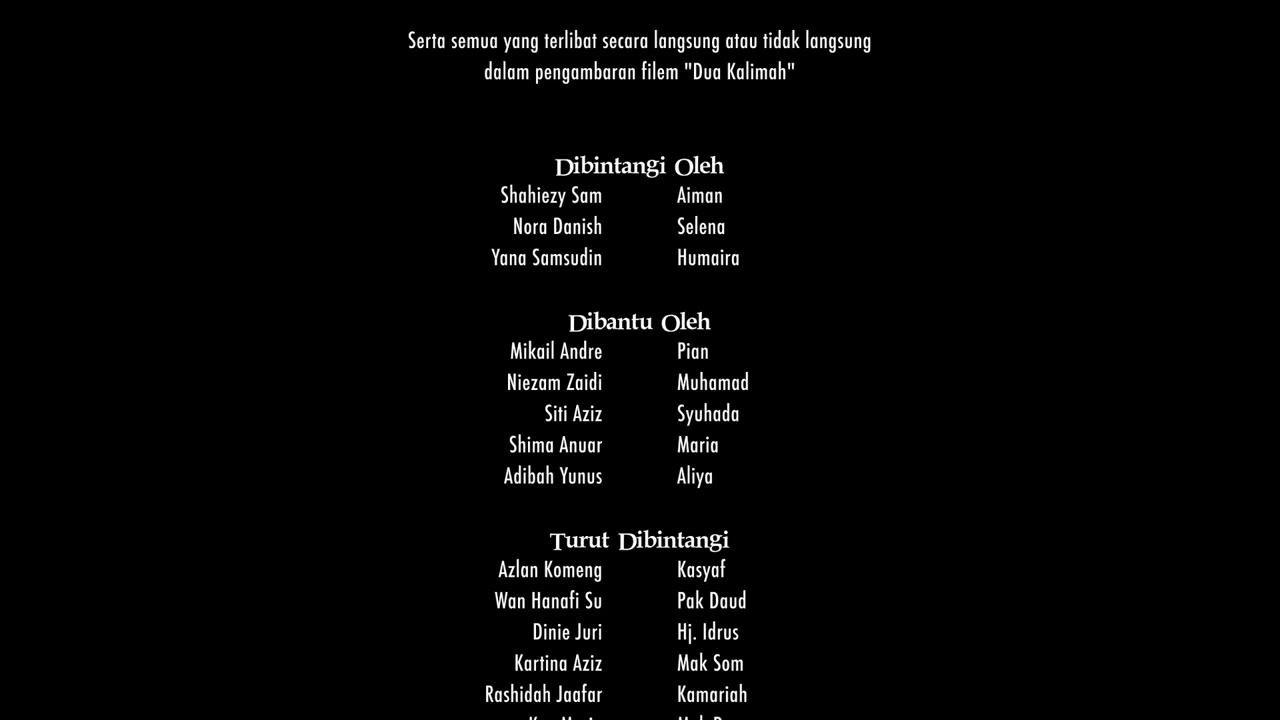 Serta semua yang terlibat secara langsung atau tidak langsung
dalam pengambaran filem "Dua Kalimah"
Dibintangi Oleh
Shahiezy Sam Aiman
Nora Danish Selena
Yana Samsudin Humaira
Dibantu Oleh
Mikail Andre Pian
Niezam Zaidi Muhamad
Siti Aziz Syuhada
Shima Anuar Maria
Adibah Yunus Aliya
Turut Dibintangi
Azlan Komeng Kasyaf
Wan Hanafi Su Pak Daud
Dinie Juri Hj. Idrus
Kartina Aziz Mak Som
Rashidah Jaafar Kamariah